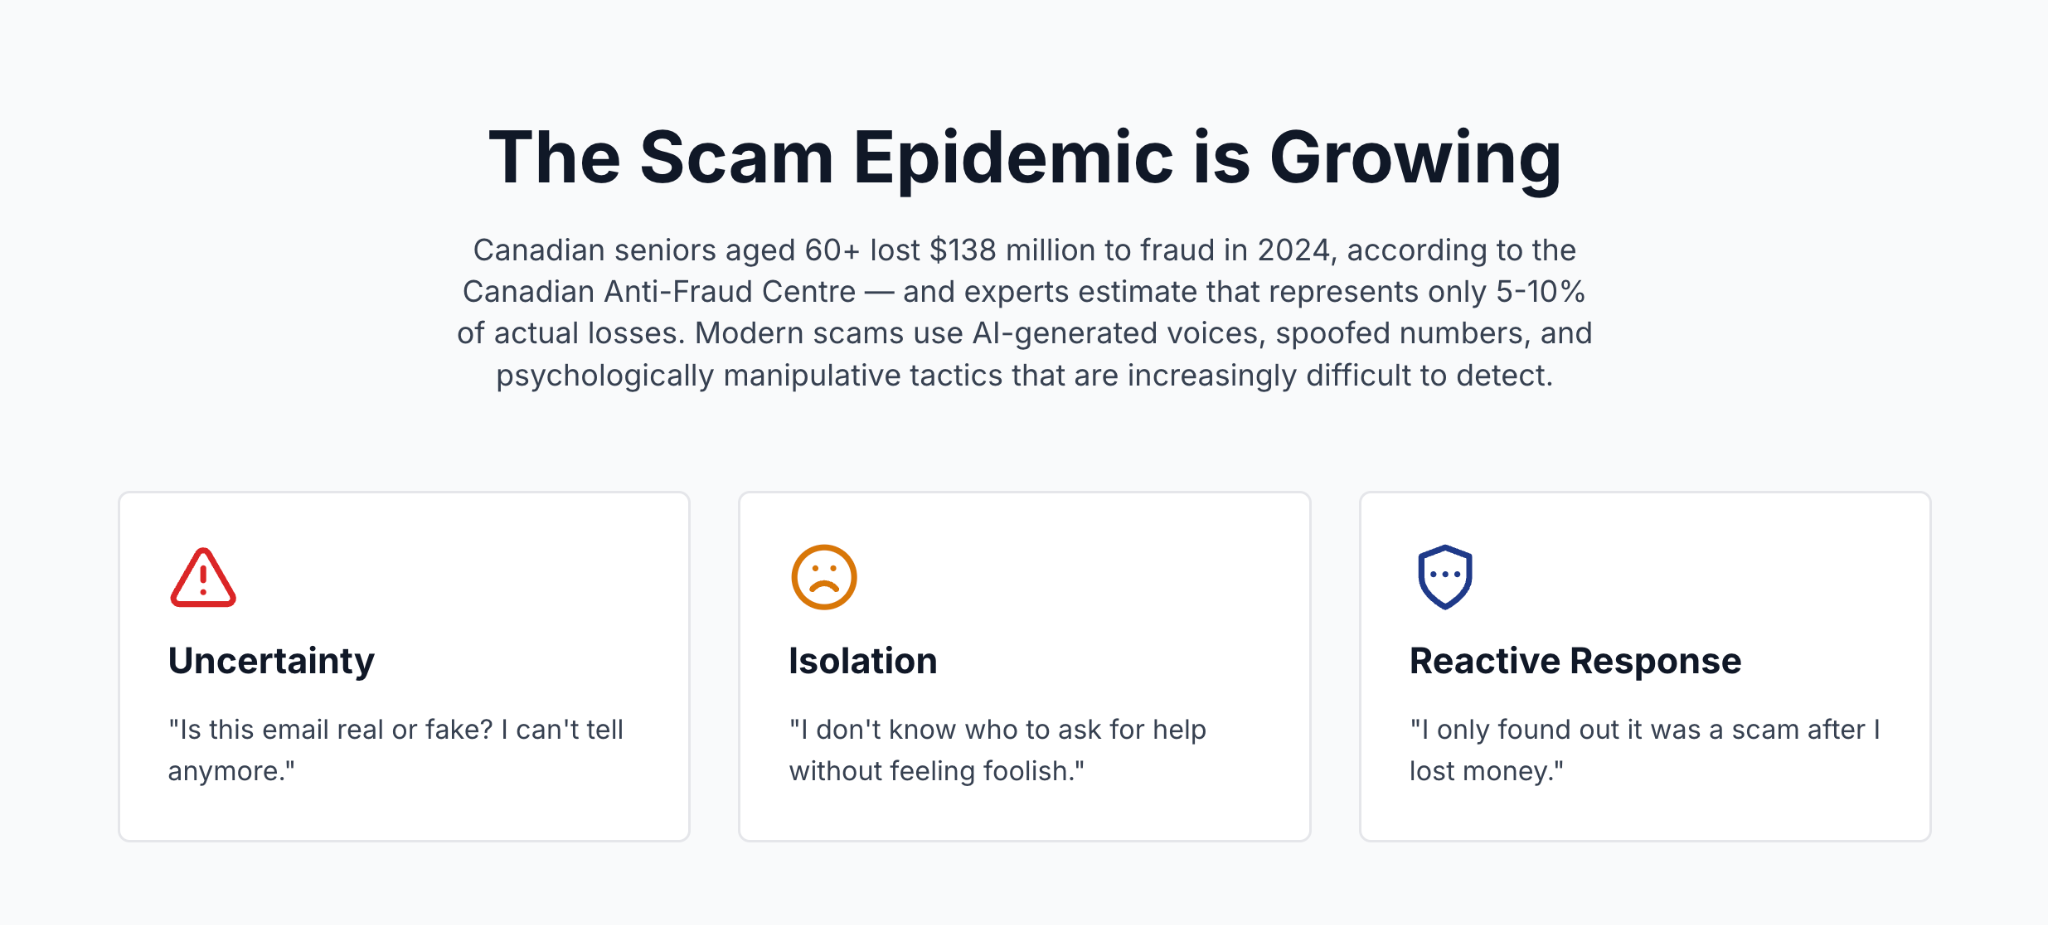 The Scam Epidemic is Growing
Canadian seniors aged 60+ lost $138 million to fraud in 2024, according to the
Canadian Anti-Fraud Centre — and experts estimate that represents only 5-10%
of actual losses. Modern scams use AI-generated voices, spoofed numbers, and
psychologically manipulative tactics that are increasingly difficult to detect.
Uncertainty
"Is this email real or fake? I can't tell
anymore."
Isolation
"I don't know who to ask for help
without feeling foolish."
Reactive Response
"I only found out it was a scam after I
lost money."